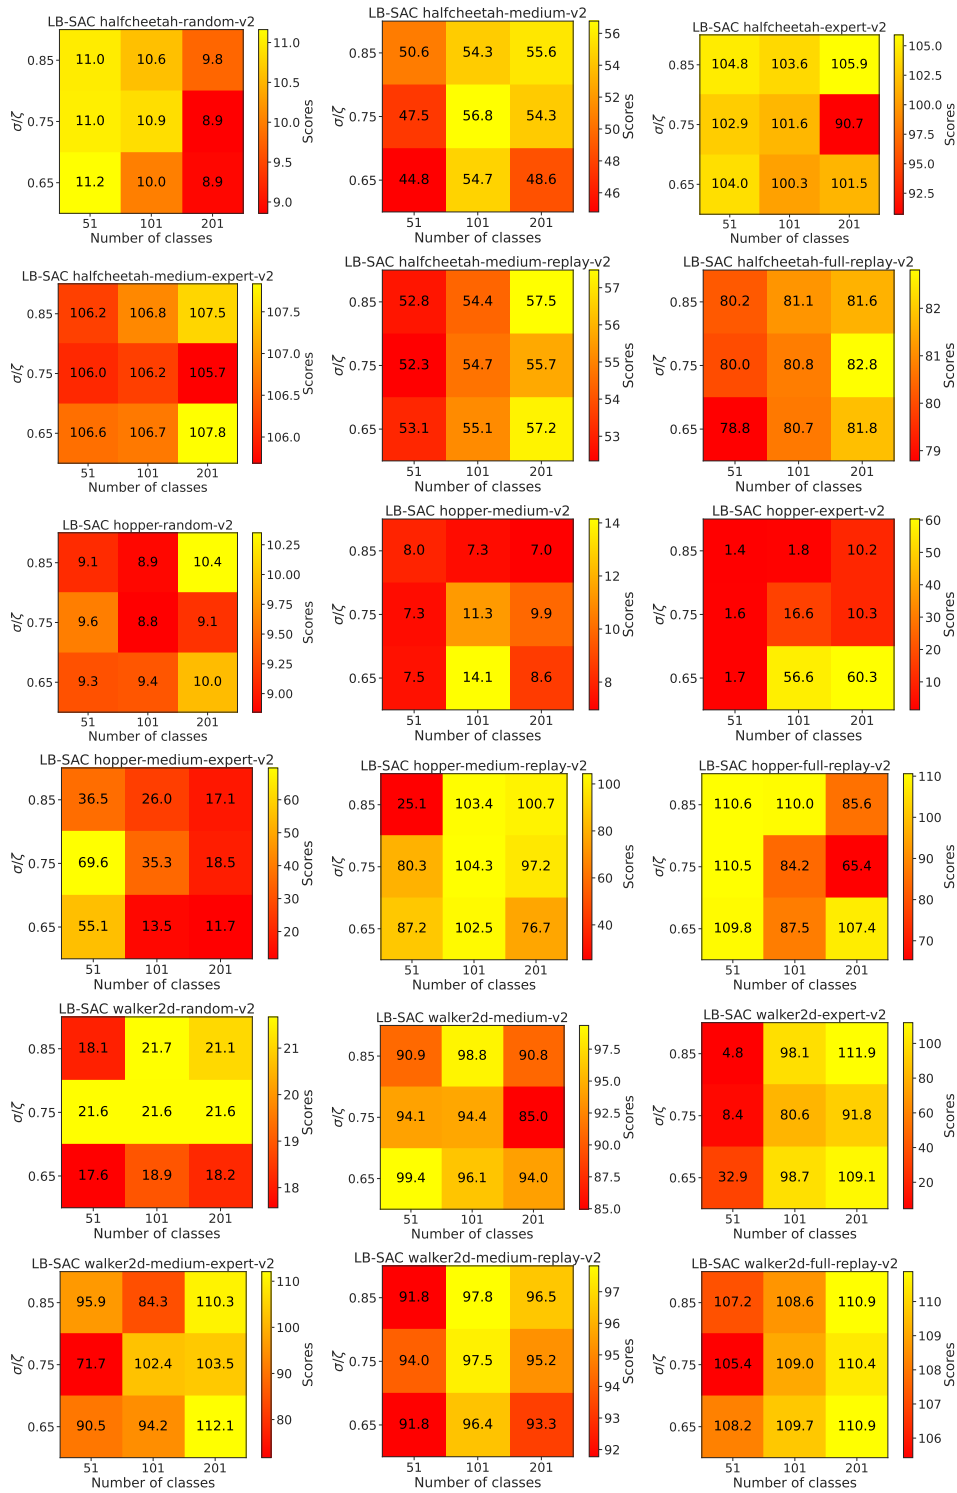 LB-SAC halfcheetah-random-v2
0.85 11.0 10.6 9.8
0.75 11.0 10.9 8.9
0.65 11.2 10.0 8.9
51 101 201
Number of classes
σ/ζ
11.0
10.5
10.0
9.5
9.0
Scores
LB-SAC halfcheetah-medium-v2
50.6 54.3 55.6
47.5 56.8 54.3
44.8 54.7 48.6
51 101 201
Number of classes
56
54
52
50
48
46
Scores
LB-SAC halfcheetah-expert-v2
0.85 104.8 103.6 105.9
0.75 102.9 101.6 90.7
0.65 104.0 100.3 101.5
51 101 201
Number of classes
σ/ζ
105.0
102.5
100.0
97.5
95.0
92.5
Scores
LB-SAC halfcheetah-medium-expert-v2
0.85 106.2 106.8 107.5
0.75 106.0 106.2 105.7
0.65 106.6 106.7 107.8
51 101 201
Number of classes
σ/ζ
107.5
107.0
106.5
106.0
Scores
LB-SAC halfcheetah-medium-replay-v2
0.85 52.8 54.4 57.5
0.75 52.3 54.7 55.7
0.65 53.1 55.1 57.2
51 101 201
Number of classes
σ/ζ
57
56
55
54
53
Scores
LB-SAC halfcheetah-full-replay-v2
0.85 80.2 81.1 81.6
0.75 80.0 80.8 82.8
0.65 78.8 80.7 81.8
51 101 201
Number of classes
σ/ζ
82
81
80
79
Scores
LB-SAC hopper-random-v2
0.85 9.1 8.9 10.4
0.75 9.6 8.8 9.1
0.65 9.3 9.4 10.0
51 101 201
Number of classes
σ/ζ
10.25
10.00
9.75
9.50
9.25
9.00
Scores
LB-SAC hopper-medium-v2
0.85 8.0 7.3 7.0
0.75 7.3 11.3 9.9
0.65 7.5 14.1 8.6
51 101 201
Number of classes
σ/ζ
14
12
10
8
Scores
LB-SAC hopper-expert-v2
0.85 1.4 1.8 10.2
0.75 1.6 16.6 10.3
0.65 1.7 56.6 60.3
51 101 201
Number of classes
σ/ζ
60
50
40
30
20
10
Scores
LB-SAC hopper-medium-expert-v2
0.85 36.5 26.0 17.1
0.75 69.6 35.3 18.5
0.65 55.1 13.5 11.7
51 101 201
Number of classes
σ/ζ
60
50
40
30
20
Scores
LB-SAC hopper-medium-replay-v2
0.85 25.1 103.4 100.7
0.75 80.3 104.3 97.2
0.65 87.2 102.5 76.7
51 101 201
Number of classes
σ/ζ
100
80
60
40
Scores
LB-SAC hopper-full-replay-v2
0.85 110.6 110.0 85.6
0.75 110.5 84.2 65.4
0.65 109.8 87.5 107.4
51 101 201
Number of classes
σ/ζ
110
100
90
80
70
Scores
LB-SAC walker2d-random-v2
0.85 18.1 21.7 21.1
0.75 21.6 21.6 21.6
0.65 17.6 18.9 18.2
51 101 201
Number of classes
σ/ζ
21
20
19
18
Scores
LB-SAC walker2d-medium-v2
0.85 90.9 98.8 90.8
0.75 94.1 94.4 85.0
0.65 99.4 96.1 94.0
51 101 201
Number of classes
σ/ζ
97.5
95.0
92.5
90.0
87.5
85.0
Scores
LB-SAC walker2d-expert-v2
0.85 4.8 98.1 111.9
0.75 8.4 80.6 91.8
0.65 32.9 98.7 109.1
51 101 201
Number of classes
σ/ζ
100
80
60
40
20
Scores
LB-SAC walker2d-medium-expert-v2
0.85 95.9 84.3 110.3
0.75 71.7 102.4 103.5
0.65 90.5 94.2 112.1
51 101 201
Number of classes
σ/ζ
110
100
90
80
Scores
LB-SAC walker2d-medium-replay-v2
0.85 91.8 97.8 96.5
0.75 94.0 97.5 95.2
0.65 91.8 96.4 93.3
51 101 201
Number of classes
σ/ζ
97
96
95
94
93
92
Scores
LB-SAC walker2d-full-replay-v2
0.85 107.2 108.6 110.9
0.75 105.4 109.0 110.4
0.65 108.2 109.7 110.9
51 101 201
Number of classes
σ/ζ
110
109
108
107
106
Scores